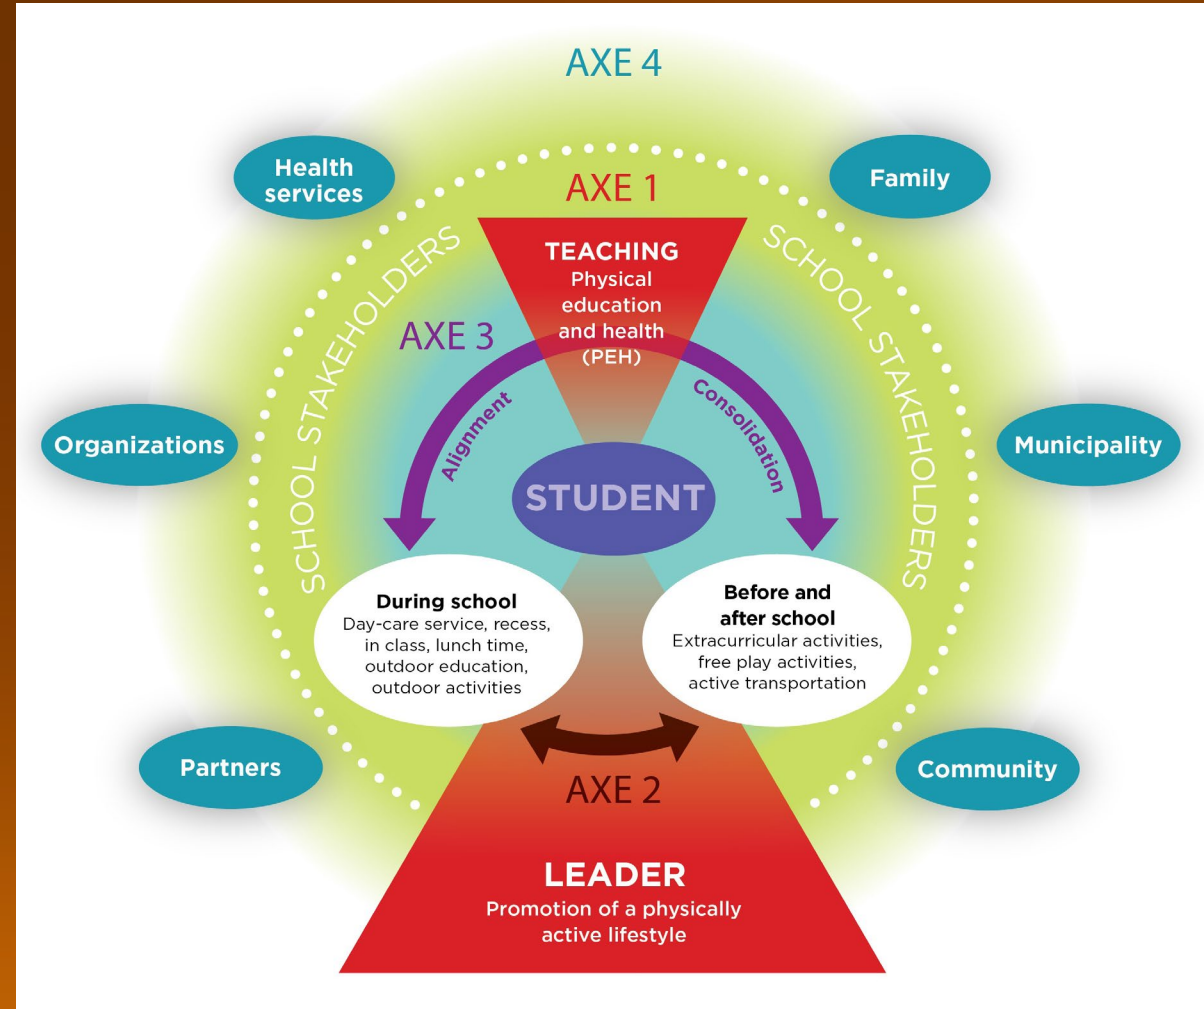 AXE 4
Health
services
Family
AXE 1
TEACHING
Physical
education
and health
(PEH)
SCHOOL STAKEHOLDERS
SCHOOL STAKEHOLDERS
AXE 3
Alignment
Consolidation
Organizations
Municipality
STUDENT
During school
Day-care service, recess,
in class, lunch time,
outdoor education,
outdoor activities
Before and
after school
Extracurricular activities,
free play activities,
active transportation
Partners
Community
AXE 2
LEADER
Promotion of a physically
active lifestyle